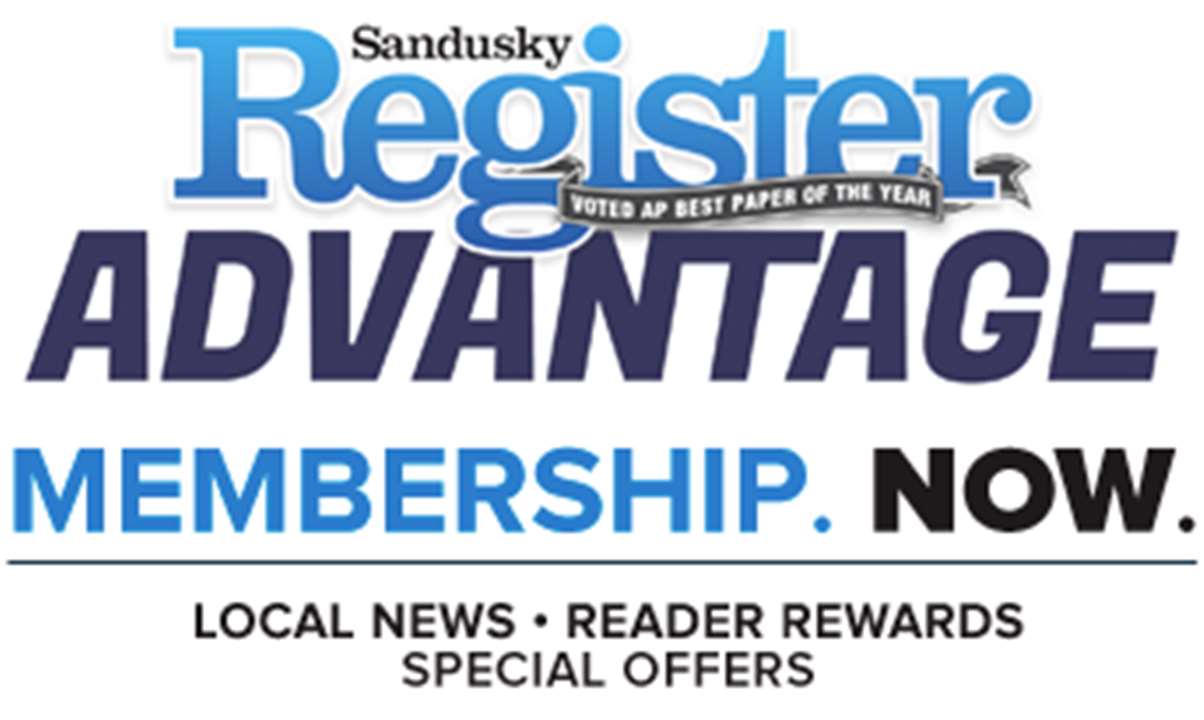 Sandusky
Register
VOTED AP BEST PAPER OF THE YEAR
ADVANTAGE
MEMBERSHIP. NOW.
LOCAL NEWS • READER REWARDS
SPECIAL OFFERS